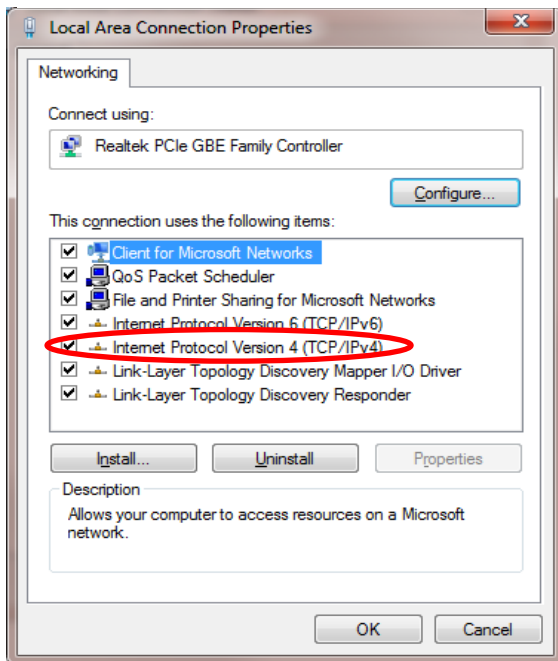 Local Area Connection Properties
Networking
Connect using:
Realtek PCIe GBE Family Controller
Configure...
This connection uses the following items:
Client for Microsoft Networks
QoS Packet Scheduler
File and Printer Sharing for Microsoft Networks
Internet Protocol Version 6 (TCP/IPv6)
Internet Protocol Version 4 (TCP/IPv4)
Link-Layer Topology Discovery Mapper I/O Driver
Link-Layer Topology Discovery Responder
Install... Uninstall Properties
Description
Allows your computer to access resources on a Microsoft
network.
OK Cancel